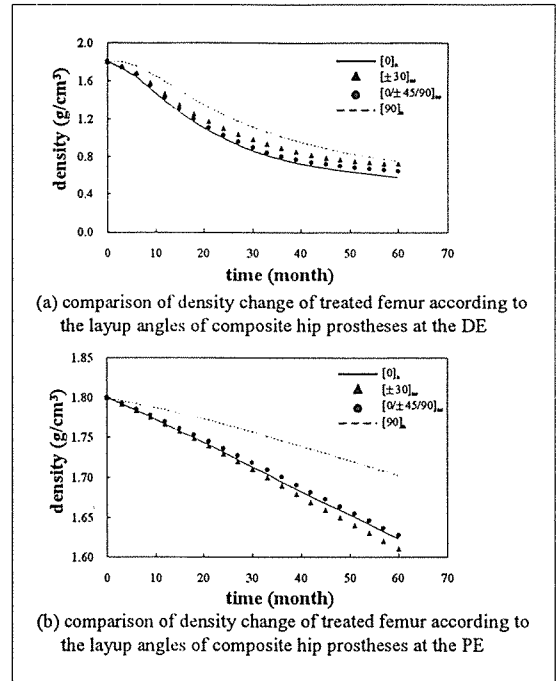 1.8
[0]
[±30]
[0/±45/90]
[90]
2.0
1.6
1.2
0.8
0.4
0.0
density (g/cm³)
0 10 20 30 40 50 60 70
time (month)
(a) comparison of density change of treated femur according to
the layup angles of composite hip prostheses at the DE
[0]
[±30]
[0/±45/90]
[90]
1.85
1.80
1.75
1.70
1.65
1.60
density (g/cm³)
0 10 20 30 40 50 60 70
time (month)
(b) comparison of density change of treated femur according to
the layup angles of composite hip prostheses at the PE